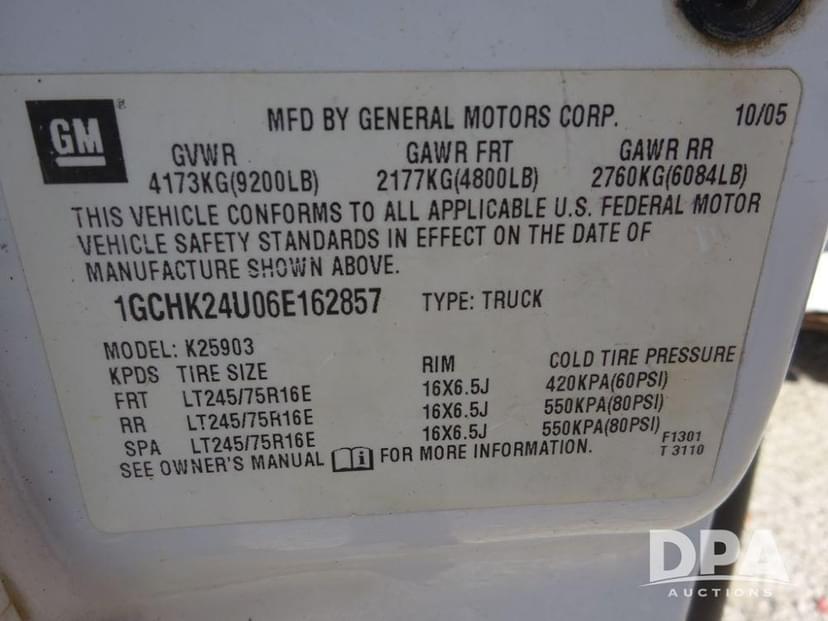 GM
MFD BY GENERAL MOTORS CORP. 10/05
GVWR GAWR FRT GAWR RR
4173KG(9200LB) 2177KG(4800LB) 2760KG(6084LB)
THIS VEHICLE CONFORMS TO ALL APPLICABLE U.S. FEDERAL MOTOR
VEHICLE SAFETY STANDARDS IN EFFECT ON THE DATE OF
MANUFACTURE SHOWN ABOVE.
1GCHK24U06E162857 TYPE: TRUCK
MODEL: K25903
KPDS TIRE SIZE RIM COLD TIRE PRESSURE
FRT LT245/75R16E 16X6.5J 420KPA(60PSI)
RR LT245/75R16E 16X6.5J 550KPA(80PSI)
SPA LT245/75R16E 16X6.5J 550KPA(80PSI)
SEE OWNER'S MANUAL FOR MORE INFORMATION.
F1301
T 3110
DPA
AUCTIONS